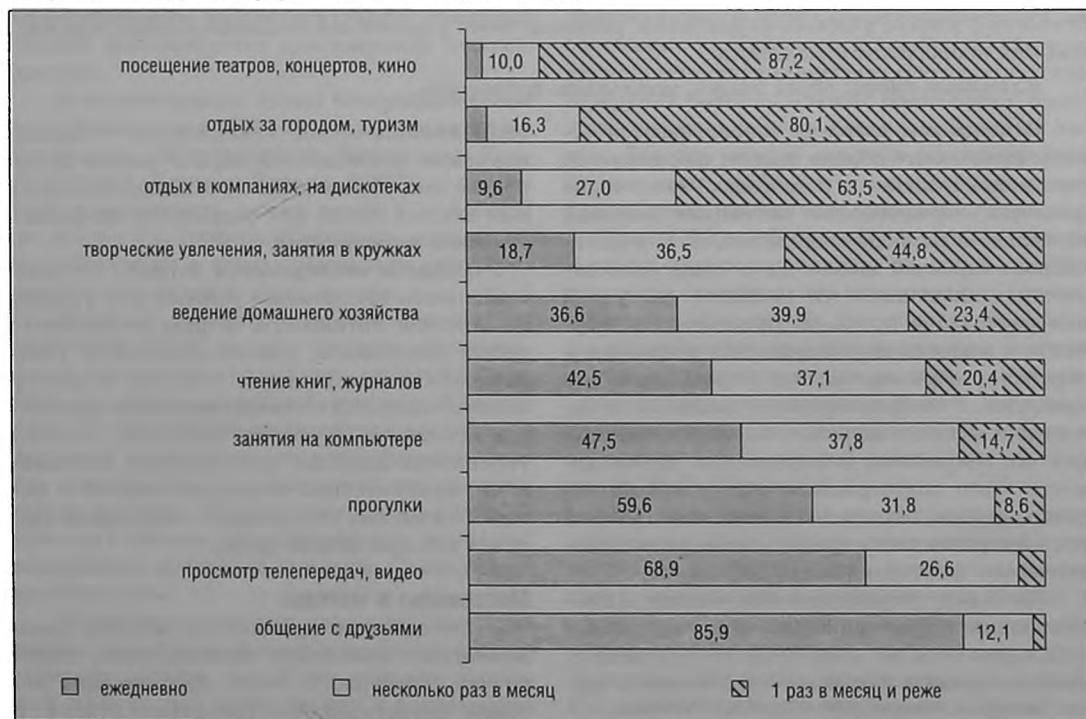 посещение театров, концертов, кино 10,0 87,2
отдых за городом, туризм 16,3 80,1
отдых в компаниях, на дискотеках 9,6 27,0 63,5
творческие увлечения, занятия в кружках 18,7 36,5 44,8
ведение домашнего хозяйства 36,6 39,9 23,4
чтение книг, журналов 42,5 37,1 20,4
занятия на компьютере 47,5 37,8 14,7
прогулки 59,6 31,8 8,6
просмотр телепередач, видео 68,9 26,6
общение с друзьями 85,9 12,1
ежедневно несколько раз в месяц 1 раз в месяц и реже